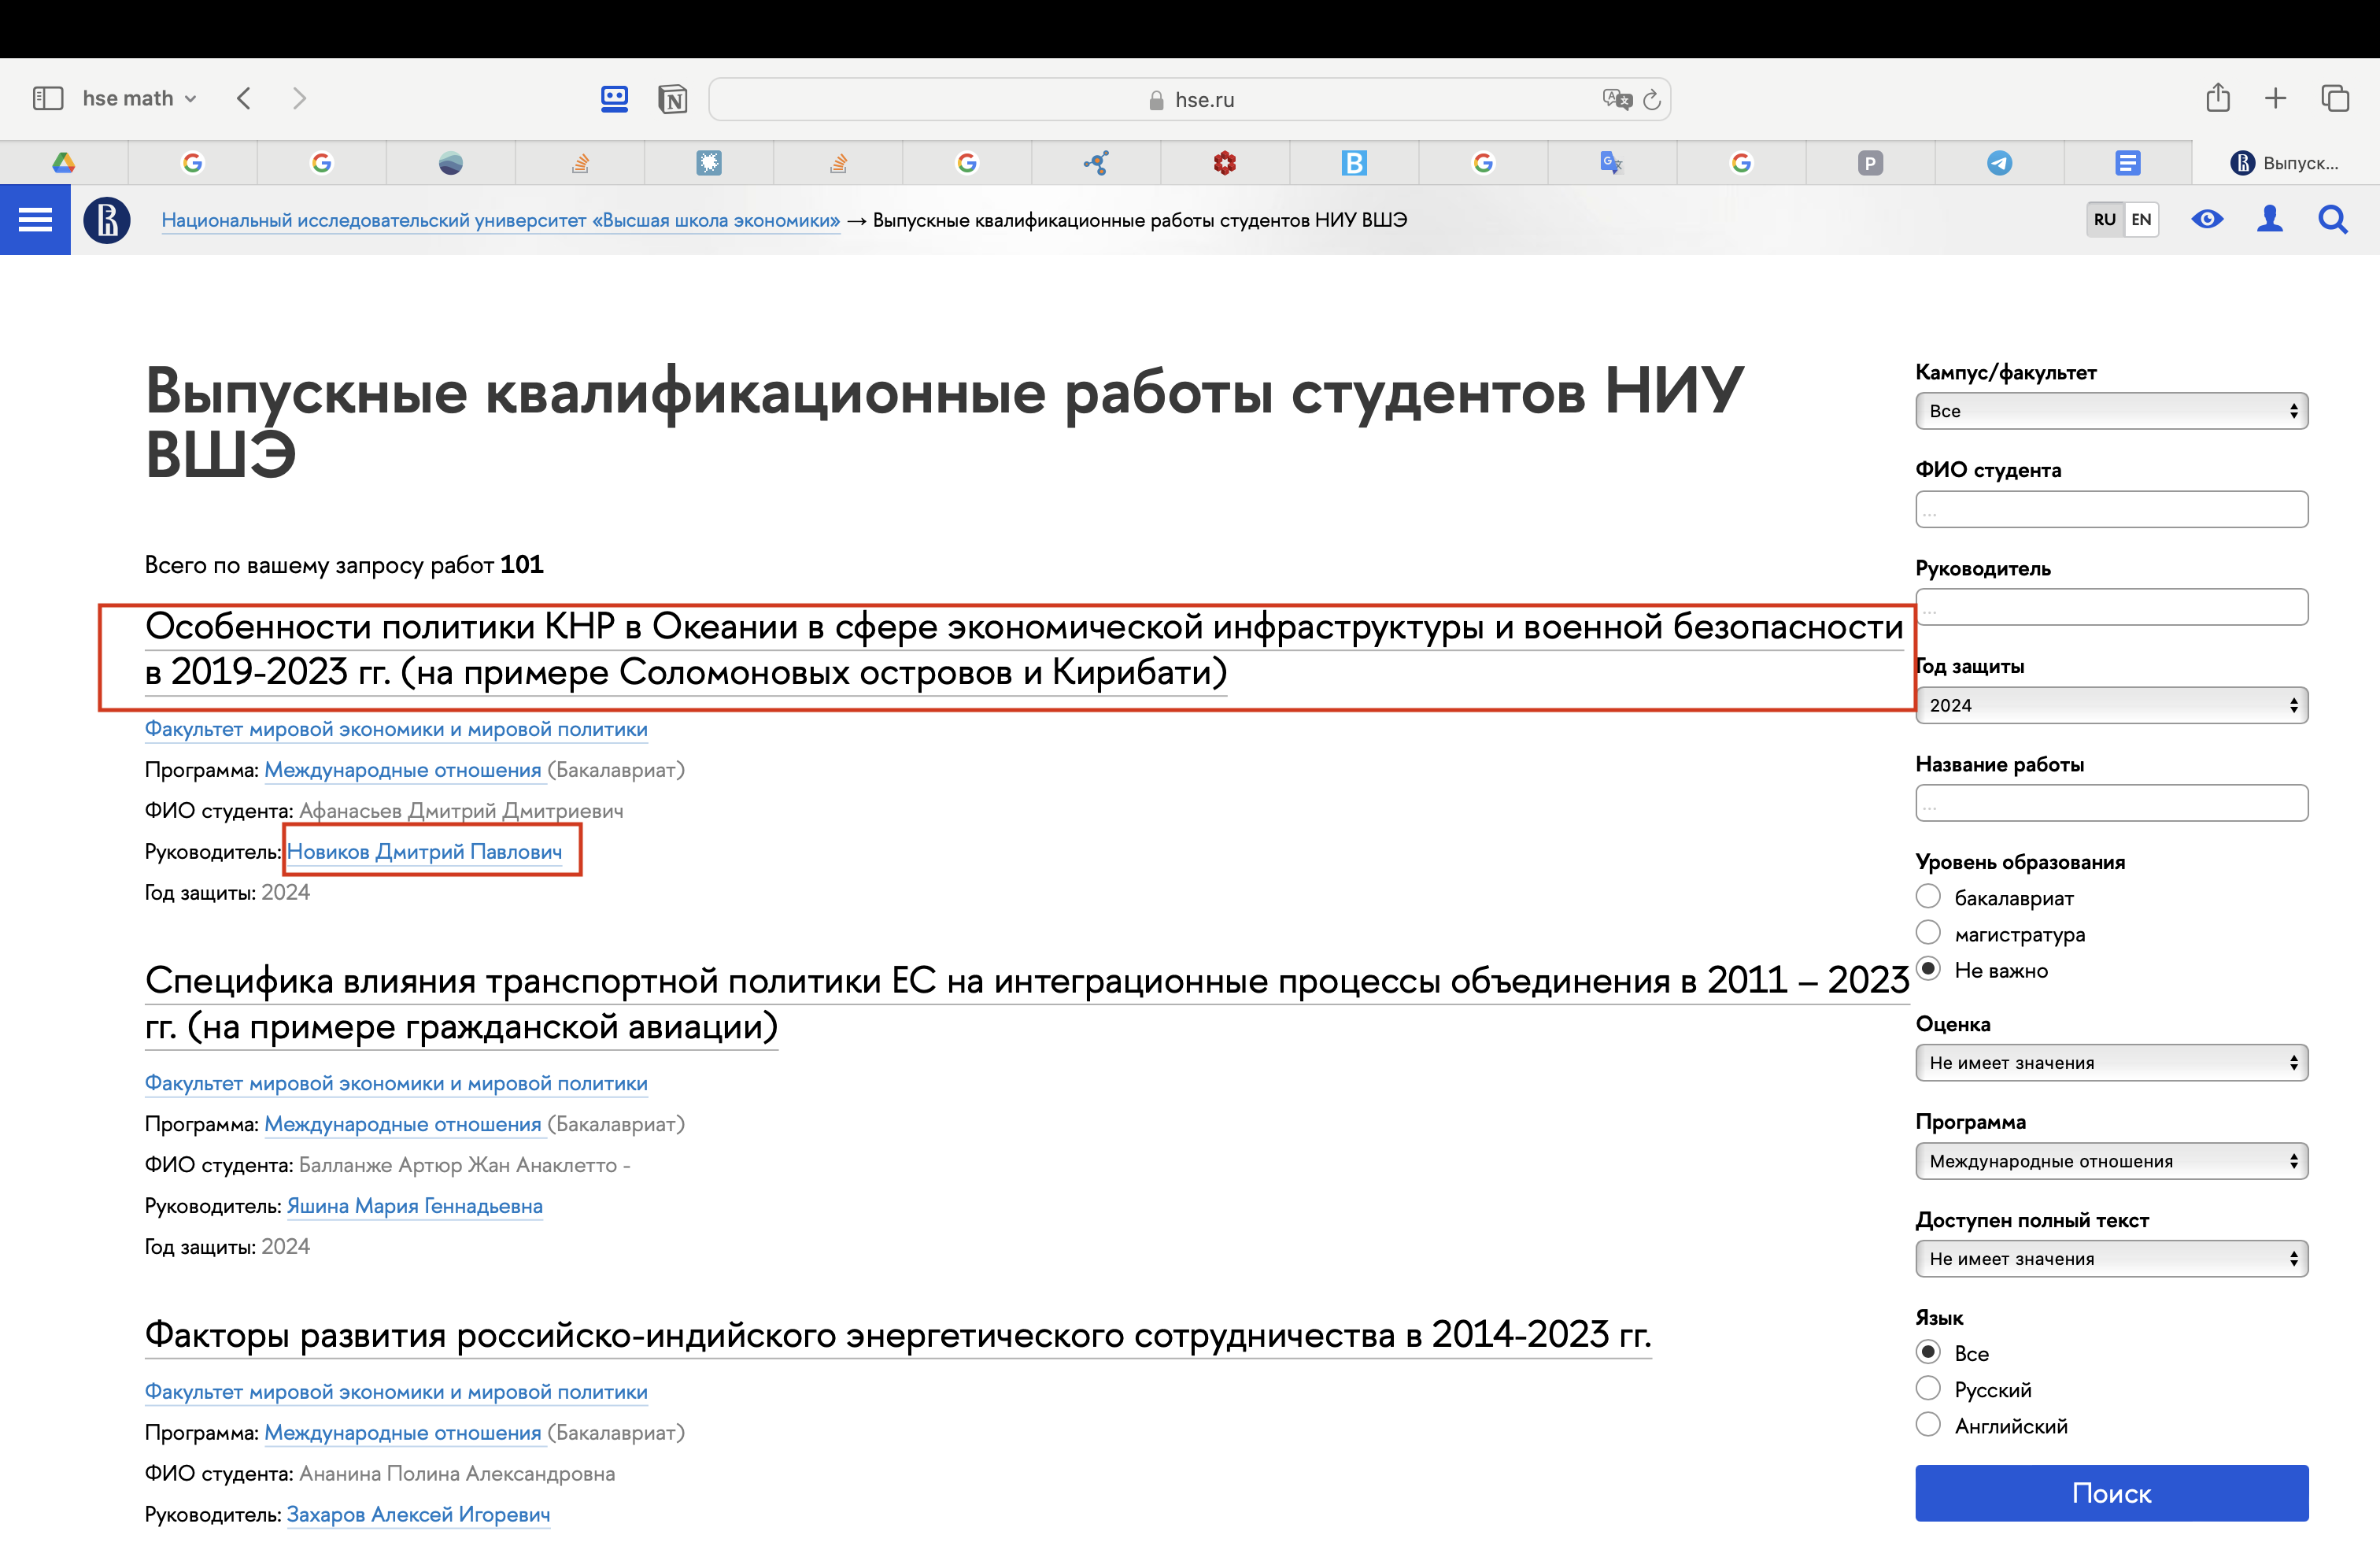 hse math
hse.ru
Выпуск...
Национальный исследовательский университет «Высшая школа экономики» → Выпускные квалификационные работы студентов НИУ ВШЭ
RU EN
Выпускные квалификационные работы студентов НИУ
ВШЭ
Всего по вашему запросу работ 101
Особенности политики КНР в Океании в сфере экономической инфраструктуры и военной безопасности
в 2019-2023 гг. (на примере Соломоновых островов и Кирибати)
Факультет мировой экономики и мировой политики
Программа: Международные отношения (Бакалавриат)
ФИО студента: Афанасьев Дмитрий Дмитриевич
Руководитель: Новиков Дмитрий Павлович
Год защиты: 2024
Специфика влияния транспортной политики ЕС на интеграционные процессы объединения в 2011 – 2023
гг. (на примере гражданской авиации)
Факультет мировой экономики и мировой политики
Программа: Международные отношения (Бакалавриат)
ФИО студента: Балланже Артюр Жан Анаклетто -
Руководитель: Яшина Мария Геннадьевна
Год защиты: 2024
Факторы развития российско-индийского энергетического сотрудничества в 2014-2023 гг.
Факультет мировой экономики и мировой политики
Программа: Международные отношения (Бакалавриат)
ФИО студента: Ананина Полина Александровна
Руководитель: Захаров Алексей Игоревич
Кампус/факультет
Все
ФИО студента
...
Руководитель
...
Год защиты
2024
Название работы
...
Уровень образования
бакалавриат
магистратура
Не важно
Оценка
Не имеет значения
Программа
Международные отношения
Доступен полный текст
Не имеет значения
Язык
Все
Русский
Английский
Поиск